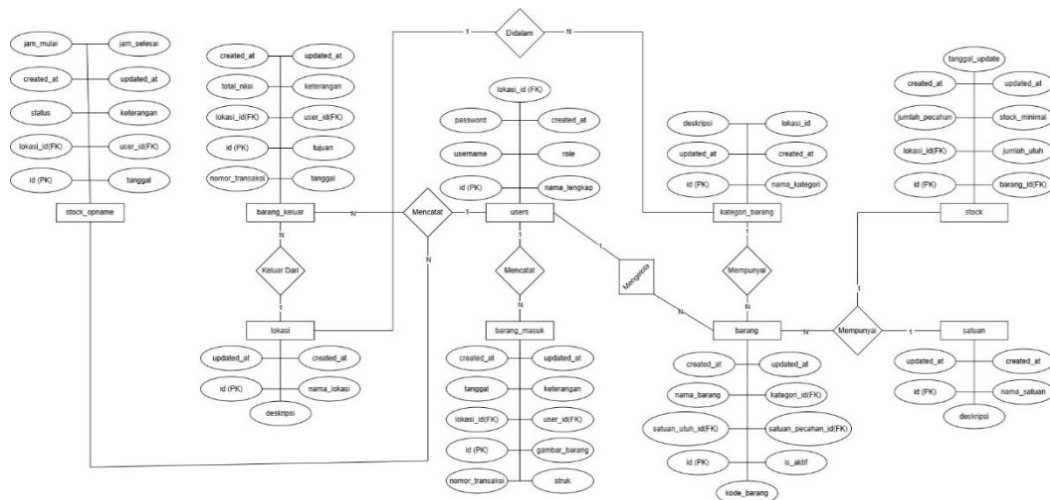 jam_mulai
jam_selesai
created_at
updated_at
status
keterangan
lokasi_id(FK)
user_id(FK)
id (PK)
tanggal
stock_opname
created_at
updated_at
total_nilai
keterangan
lokasi_id(FK)
user_id(FK)
id (PK)
tujuan
nomor_transaksi
tanggal
barang_keluar
N
Mencatat
1
N
N
Keluar Dari
1
lokasi
updated_at
created_at
id (PK)
nama_lokasi
deskripsi
1
Didalam
N
lokasi_id (FK)
password
created_at
username
role
id (PK)
nama_lengkap
users
1
Mencatat
N
barang_masuk
created_at
updated_at
tanggal
keterangan
lokasi_id(FK)
user_id(FK)
id (PK)
gambar_barang
nomor_transaksi
struk
1
Mengelola
N
deskripsi
lokasi_id
updated_at
created_at
id (PK)
nama_kategori
kategori_barang
1
Mempunyai
N
barang
created_at
updated_at
nama_barang
kategori_id(FK)
satuan_utuh_id(FK)
satuan_pecahan_id(FK)
id (PK)
is_aktif
kode_barang
N
Mempunyai
1
1
tanggal_update
created_at
updated_at
jumlah_pecahan
stock_minimal
lokasi_id(FK)
jumlah_utuh
id (PK)
barang_id(FK)
stock
satuan
updated_at
created_at
id (PK)
nama_satuan
deskripsi